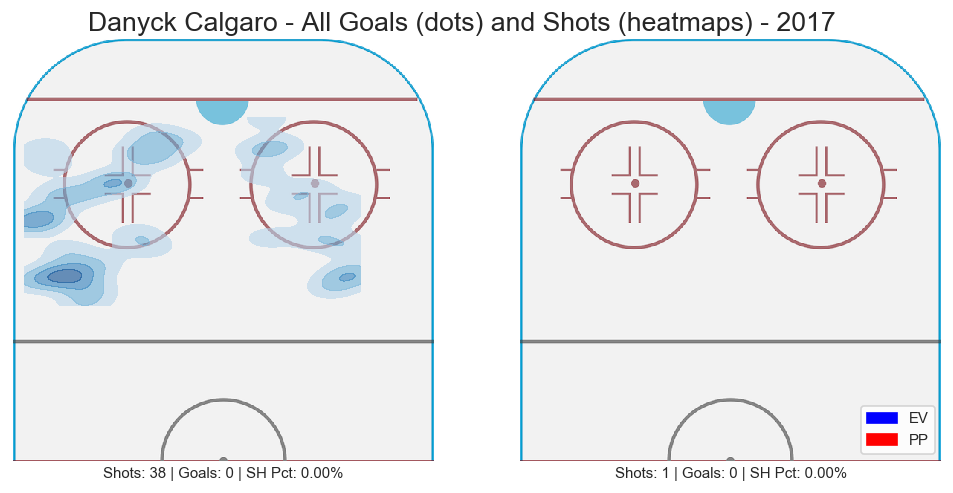 Danyck Calgaro - All Goals (dots) and Shots (heatmaps) - 2017
EV
PP
Shots: 38 | Goals: 0 | SH Pct: 0.00%
Shots: 1 | Goals: 0 | SH Pct: 0.00%